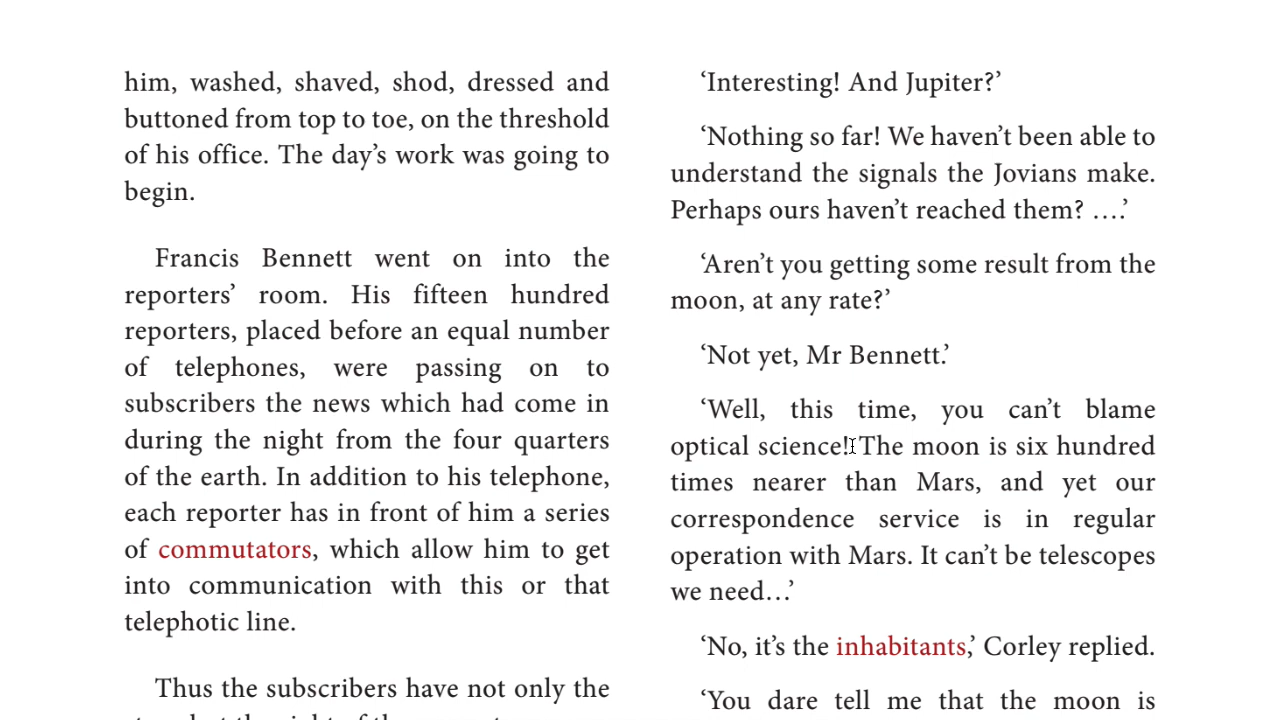 him, washed, shaved, shod, dressed and
buttoned from top to toe, on the threshold
of his office. The day’s work was going to
begin.
Francis Bennett went on into the
reporters’ room. His fifteen hundred
reporters, placed before an equal number
of telephones, were passing on to
subscribers the news which had come in
during the night from the four quarters
of the earth. In addition to his telephone,
each reporter has in front of him a series
of commutators, which allow him to get
into communication with this or that
telephotic line.
Thus the subscribers have not only the
‘Interesting! And Jupiter?’
‘Nothing so far! We haven’t been able to
understand the signals the Jovians make.
Perhaps ours haven’t reached them? ….’
‘Aren’t you getting some result from the
moon, at any rate?’
‘Not yet, Mr Bennett.’
‘Well, this time, you can’t blame
optical science! The moon is six hundred
times nearer than Mars, and yet our
correspondence service is in regular
operation with Mars. It can’t be telescopes
we need…’
‘No, it’s the inhabitants,’ Corley replied.
‘You dare tell me that the moon is